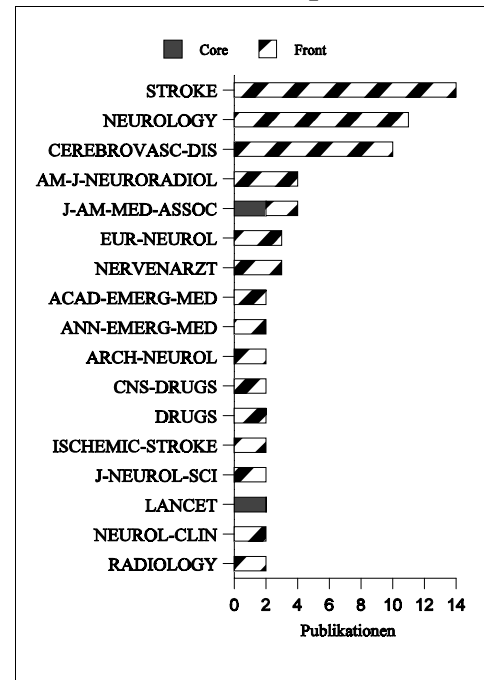 Core Front
STROKE
NEUROLOGY
CEREBROVASC-DIS
AM-J-NEURORADIOL
J-AM-MED-ASSOC
EUR-NEUROL
NERVENARZT
ACAD-EMERG-MED
ANN-EMERG-MED
ARCH-NEUROL
CNS-DRUGS
DRUGS
ISCHEMIC-STROKE
J-NEUROL-SCI
LANCET
NEUROL-CLIN
RADIOLOGY
0 2 4 6 8 10 12 14
Publikationen